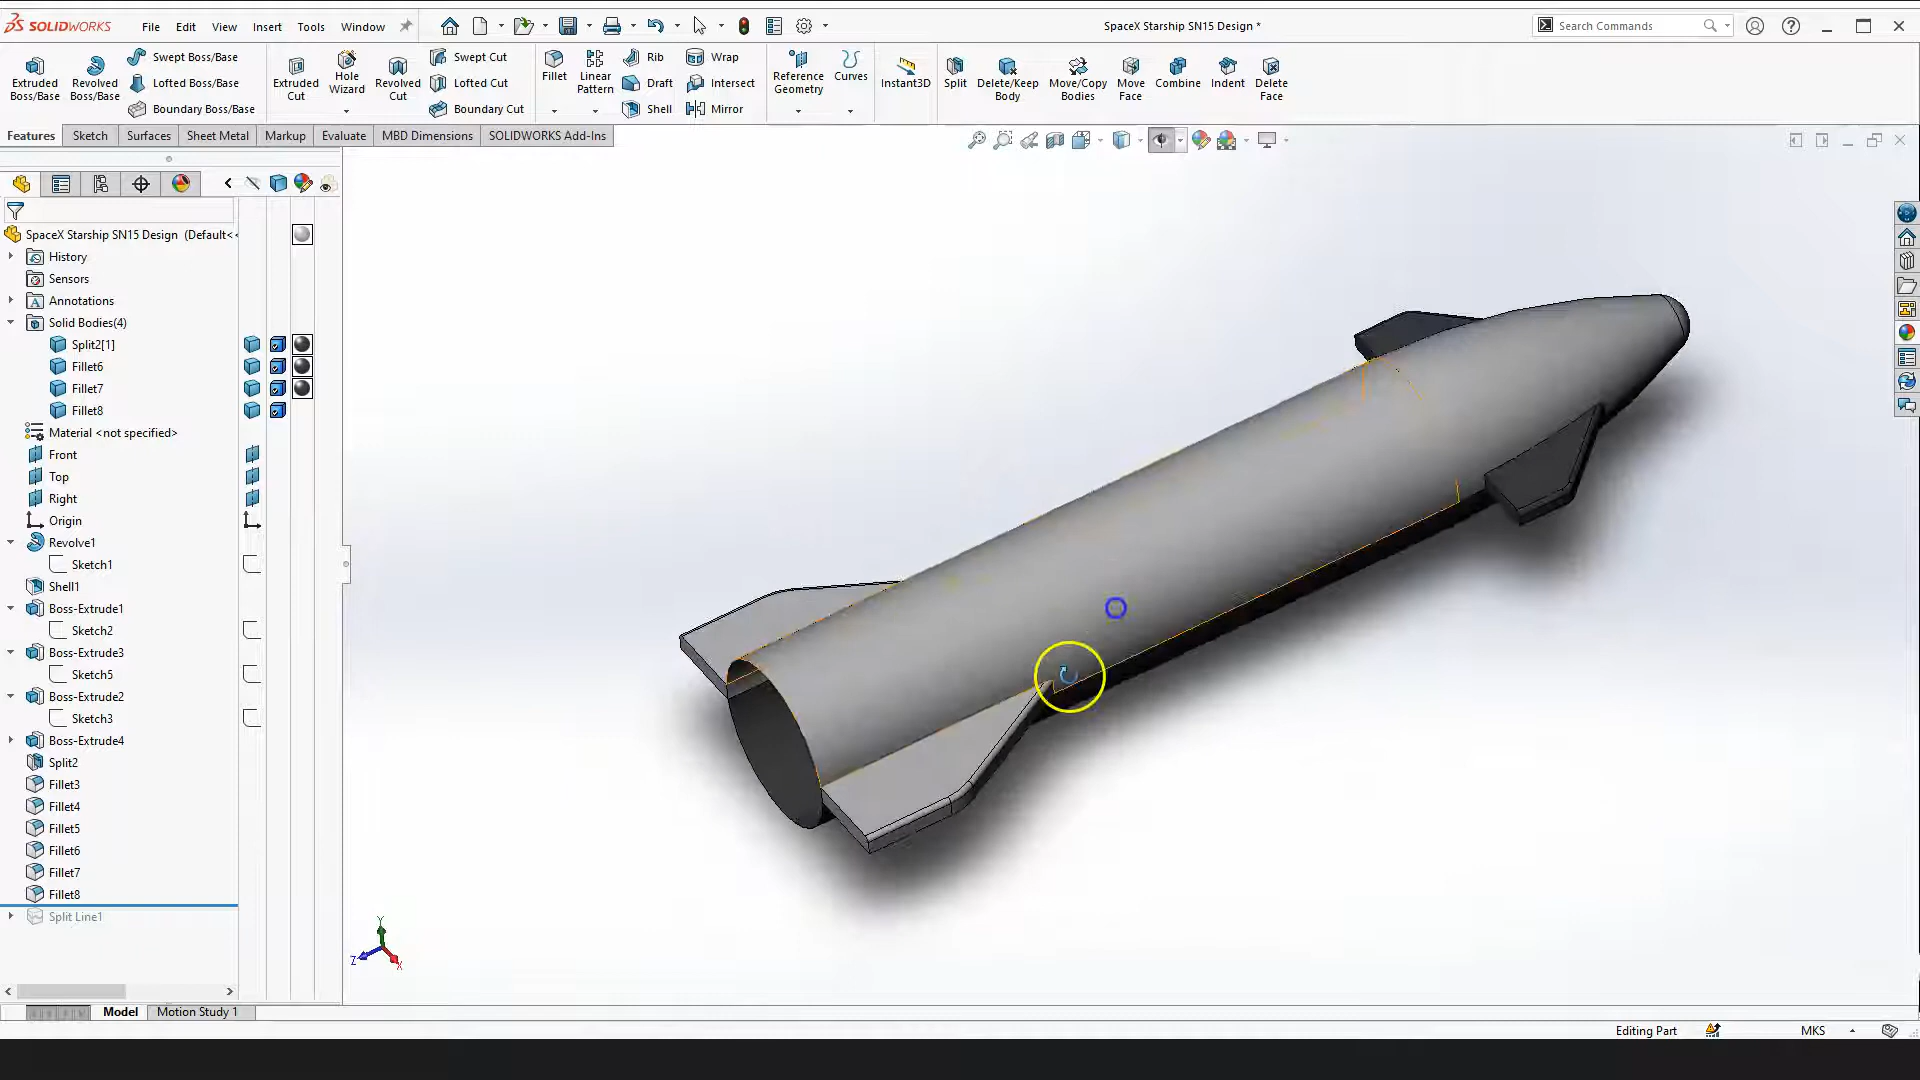 SOLIDWORKS
File Edit View Insert Tools Window
SpaceX Starship SN15 Design *
Search Commands
Extruded Boss/Base
Revolved Boss/Base
Swept Boss/Base
Lofted Boss/Base
Boundary Boss/Base
Extruded Cut
Hole Wizard
Revolved Cut
Swept Cut
Lofted Cut
Boundary Cut
Fillet
Linear Pattern
Rib
Draft
Shell
Wrap
Intersect
Mirror
Reference Geometry
Curves
Instant3D
Split
Delete/Keep Body
Move/Copy Bodies
Move Face
Combine
Indent
Delete Face
Features Sketch Surfaces Sheet Metal Markup Evaluate MBD Dimensions SOLIDWORKS Add-Ins
SpaceX Starship SN15 Design (Default<<
History
Sensors
Annotations
Solid Bodies(4)
Split2[1]
Fillet6
Fillet7
Fillet8
Material <not specified>
Front
Top
Right
Origin
Revolve1
Sketch1
Shell1
Boss-Extrude1
Sketch2
Boss-Extrude3
Sketch5
Boss-Extrude2
Sketch3
Boss-Extrude4
Split2
Fillet3
Fillet4
Fillet5
Fillet6
Fillet7
Fillet8
Split Line1
Y
Z
X
Model Motion Study 1
Editing Part
MKS